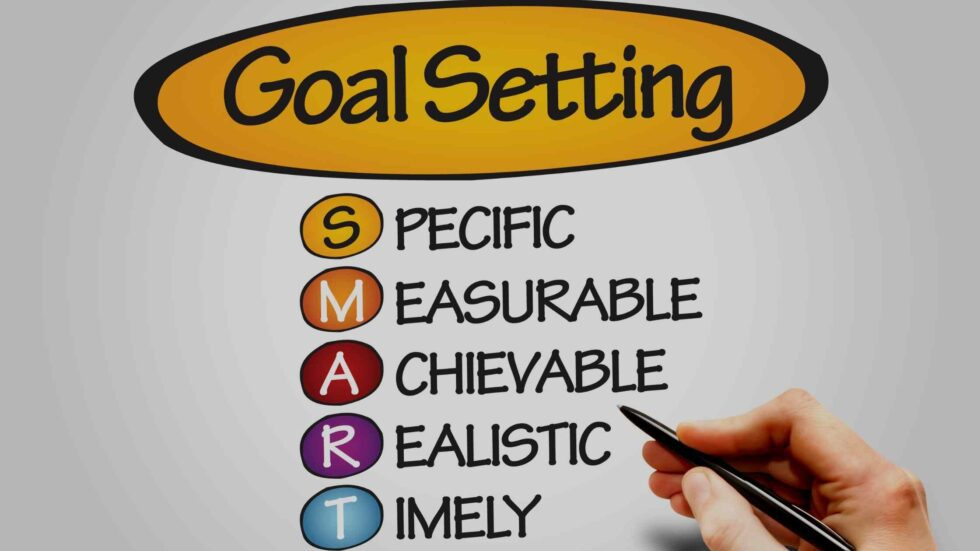 Goal Setting
SPECIFIC
MEASURABLE
ACHIEVABLE
REALISTIC
TIMELY